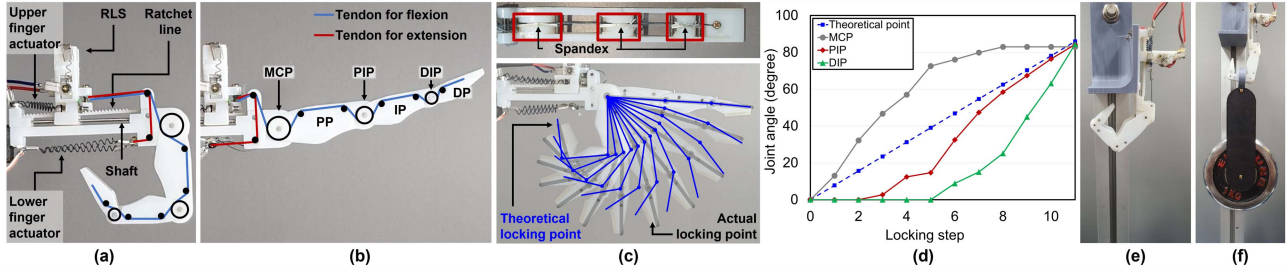 Upper
finger
actuator
RLS
Ratchet
line
Shaft
Lower
finger
actuator
(a)
Tendon for flexion
Tendon for extension
MCP
PIP
DIP
PP
IP
DP
(b)
Spandex
Theoretical
locking point
Actual
locking point
(c)
Joint angle (degree)
100
80
60
40
20
0
Theoretical point
MCP
PIP
DIP
0
2
4
6
8
10
Locking step
(d)
(e)
1KG
(f)